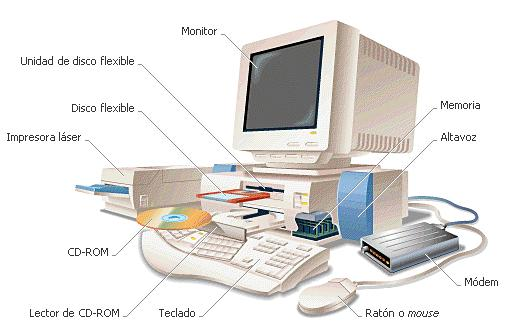 Monitor
Unidad de disco flexible
Disco flexible
Impresora láser
Memoria
Altavoz
CD-ROM
Módem
Lector de CD-ROM
Teclado
Ratón o mouse